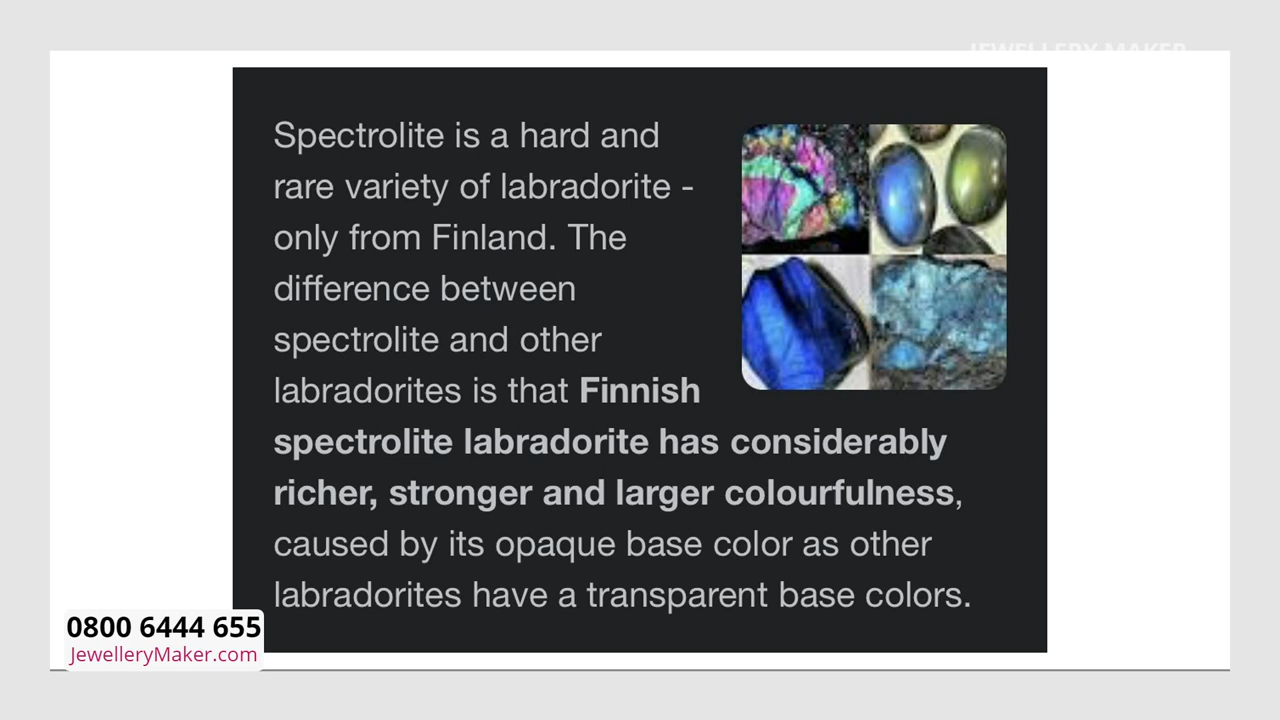 JEWELLERY MAKER
Spectrolite is a hard and
rare variety of labradorite -
only from Finland. The
difference between
spectrolite and other
labradorites is that Finnish
spectrolite labradorite has considerably
richer, stronger and larger colourfulness,
caused by its opaque base color as other
labradorites have a transparent base colors.
0800 6444 655
JewelleryMaker.com